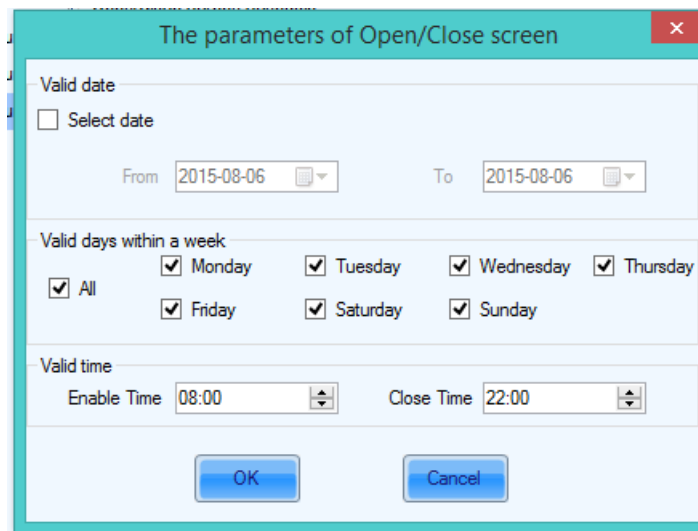 The parameters of Open/Close screen
Valid date
Select date
From 2015-08-06 To 2015-08-06
Valid days within a week
All Monday Tuesday Wednesday Thursday
Friday Saturday Sunday
Valid time
Enable Time 08:00 Close Time 22:00
OK Cancel